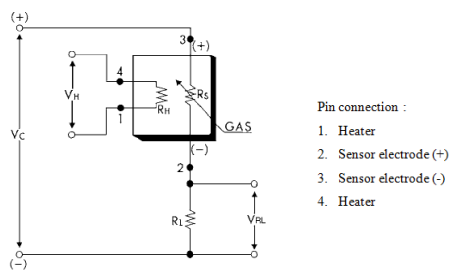 (+)
3
(+)
4
VH
RH
RS
1
GAS
VC
(-)
2
RL
VRL
(-)
Pin connection :
1. Heater
2. Sensor electrode (+)
3. Sensor electrode (-)
4. Heater